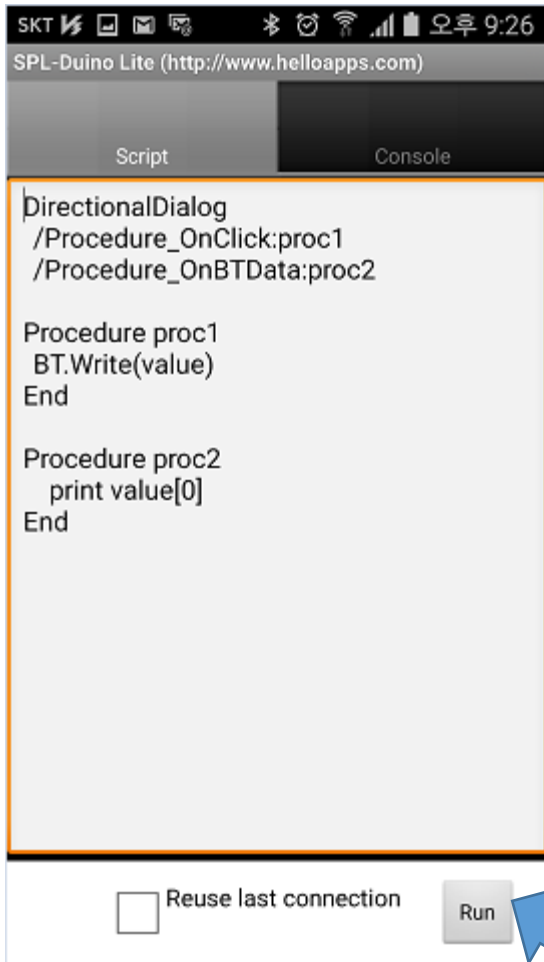 SKT 오후 9:26
SPL-Duino Lite (http://www.helloapps.com)
Script Console
DirectionalDialog
/Procedure_OnClick:proc1
/Procedure_OnBTData:proc2
Procedure proc1
BT.Write(value)
End
Procedure proc2
print value[0]
End
Reuse last connection Run